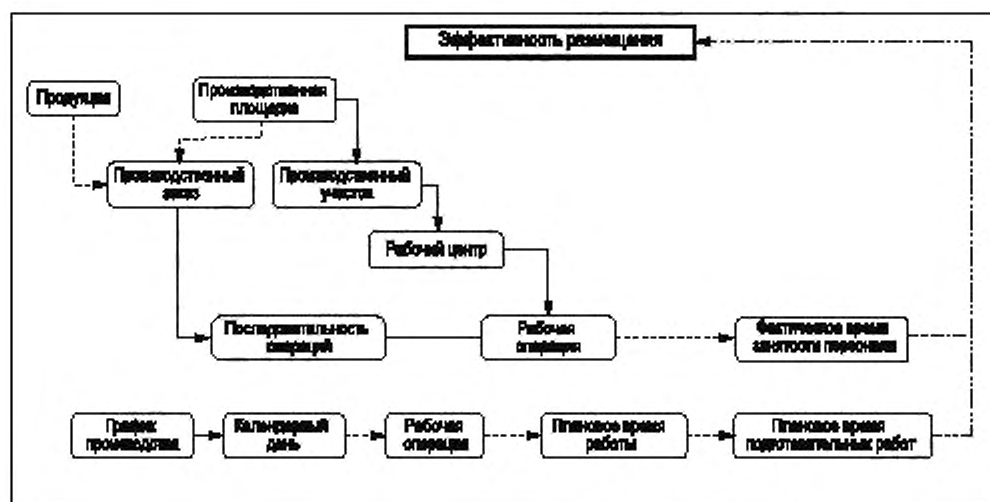 Эффективность размещения
Продукция
Производственная
площадка
Производственный
заказ
Производственный
участок
Рабочий центр
Последовательность
операций
Рабочая
операция
Фактическое время
занятости персонала
График
производства
Календарный
день
Рабочая
операция
Плановое время
работы
Плановое время
подготовительных работ